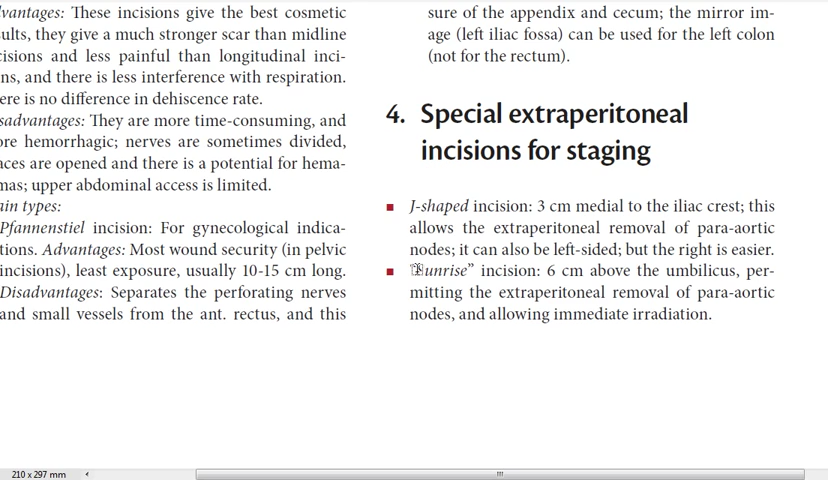 vantages: These incisions give the best cosmetic
sults, they give a much stronger scar than midline
cisions and less painful than longitudinal inci-
ns, and there is less interference with respiration.
ere is no difference in dehiscence rate.
sadvantages: They are more time-consuming, and
ore hemorrhagic; nerves are sometimes divided,
aces are opened and there is a potential for hema-
mas; upper abdominal access is limited.
ain types:
Pfannenstiel incision: For gynecological indica-
tions. Advantages: Most wound security (in pelvic
incisions), least exposure, usually 10-15 cm long.
Disadvantages: Separates the perforating nerves
and small vessels from the ant. rectus, and this
sure of the appendix and cecum; the mirror im-
age (left iliac fossa) can be used for the left colon
(not for the rectum).
4. Special extraperitoneal
incisions for staging
■ J-shaped incision: 3 cm medial to the iliac crest; this
allows the extraperitoneal removal of para-aortic
nodes; it can also be left-sided; but the right is easier.
■ unrise” incision: 6 cm above the umbilicus, per-
mitting the extraperitoneal removal of para-aortic
nodes, and allowing immediate irradiation.
210 x 297 mm